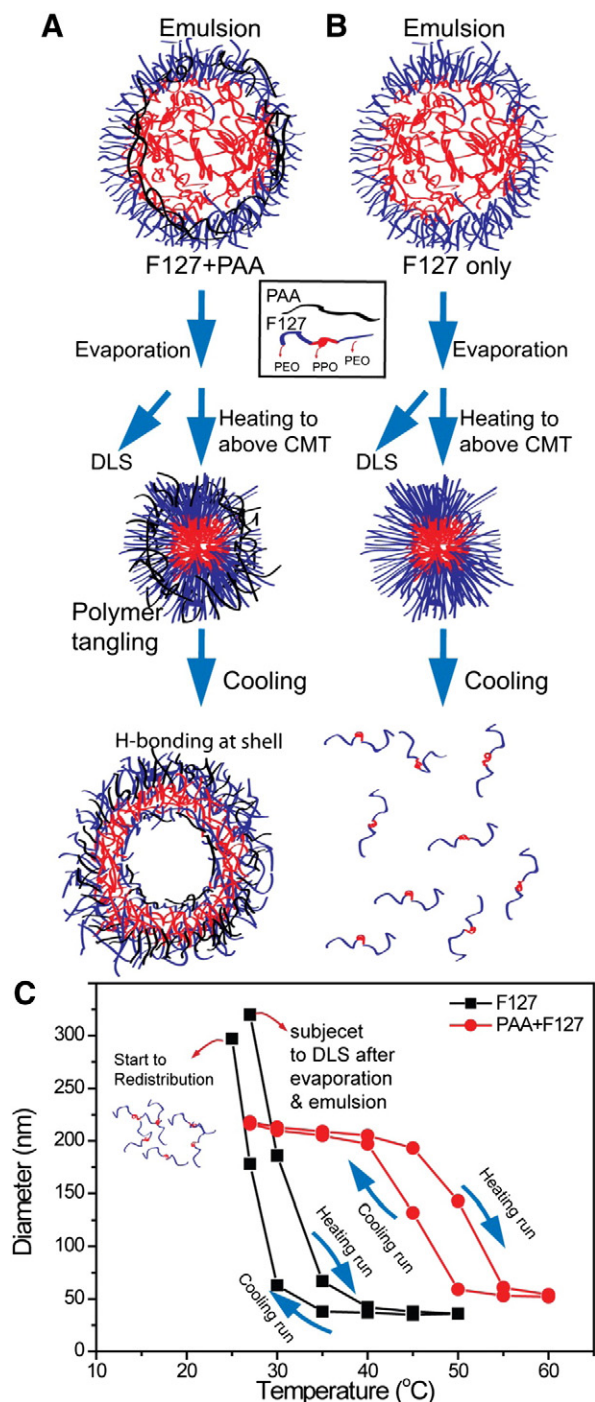 A
B
Emulsion
Emulsion
F127+PAA
F127 only
PAA
F127
PEO
PPO
PEO
Evaporation
Evaporation
DLS
Heating to
above CMT
DLS
Heating to
above CMT
Polymer
tangling
Cooling
Cooling
H-bonding at shell
C
F127
PAA+F127
Start to
Redistribution
subjecet
to DLS after
evaporation
& emulsion
Heating run
Cooling run
Cooling run
Heating run
Diameter (nm)
300
250
200
150
100
50
0
10
20
30
40
50
60
Temperature (°C)